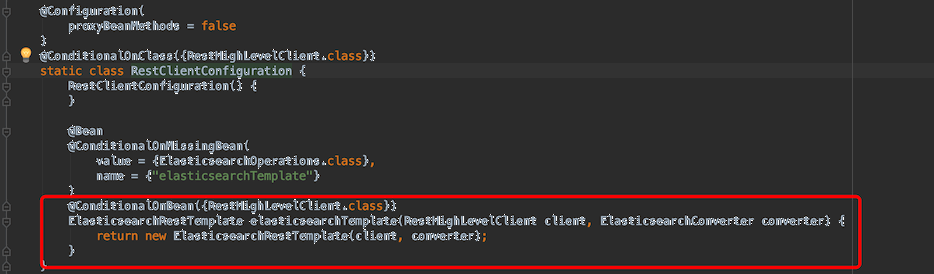 @Configuration(
proxyBeanMethods = false
)
@ConditionalOnClass({RestHighLevelClient.class})
static class RestClientConfiguration {
RestClientConfiguration() {
}
@Bean
@ConditionalOnMissingBean(
value = {ElasticsearchOperations.class},
name = {"elasticsearchTemplate"}
)
@ConditionalOnBean({RestHighLevelClient.class})
ElasticsearchRestTemplate elasticsearchTemplate(RestHighLevelClient client, ElasticsearchConverter converter) {
return new ElasticsearchRestTemplate(client, converter);
}
}